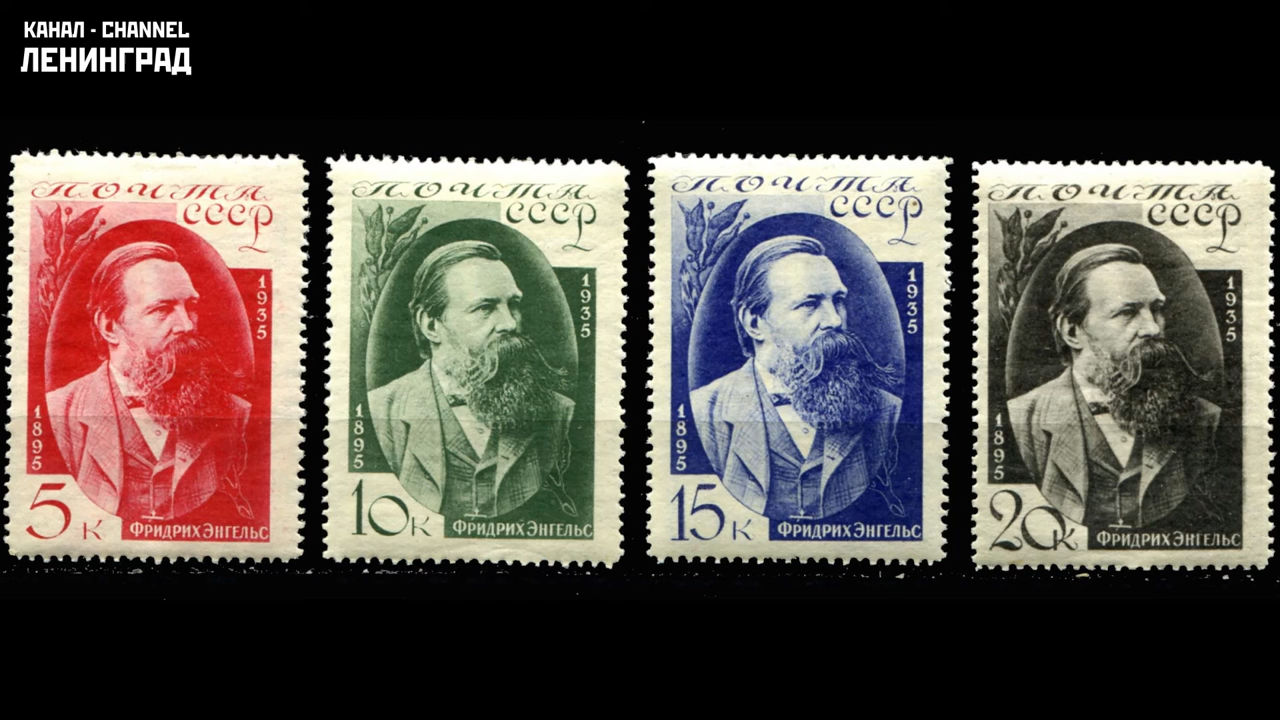 КАНАЛ - CHANNEL
ЛЕНИНГРАД
ПОЧТА
СССР
1935
1895
5 К
ФРИДРИХ ЭНГЕЛЬС
ПОЧТА
СССР
1935
1895
10 К
ФРИДРИХ ЭНГЕЛЬС
ПОЧТА
СССР
1935
1895
15 К
ФРИДРИХ ЭНГЕЛЬС
ПОЧТА
СССР
1935
1895
20 К
ФРИДРИХ ЭНГЕЛЬС